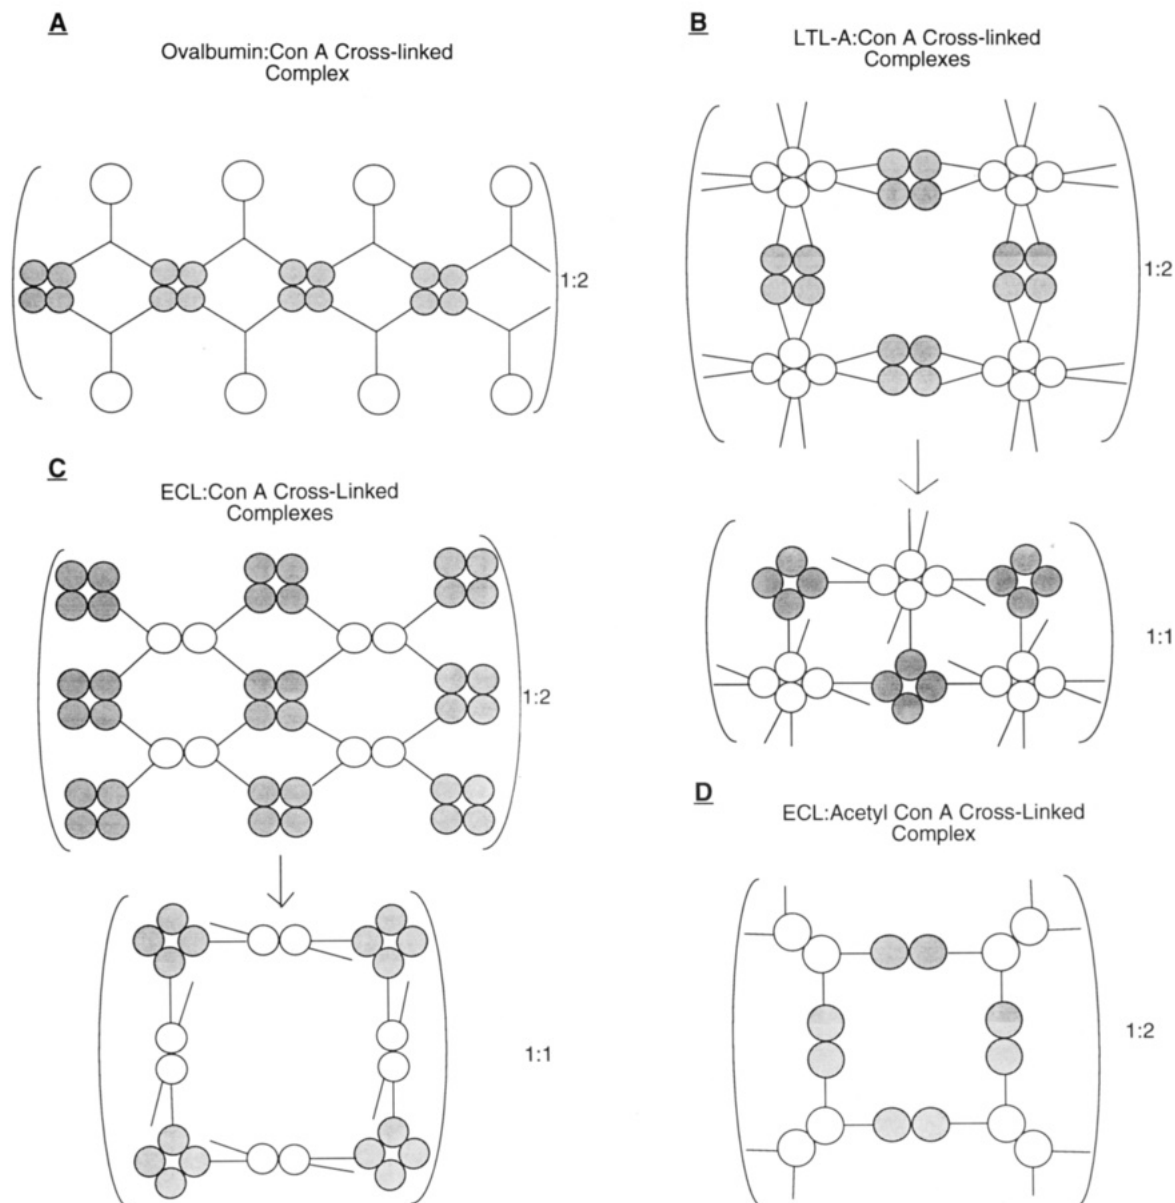 A
Ovalbumin:Con A Cross-linked
Complex
1:2
B
LTL-A:Con A Cross-linked
Complexes
1:2
1:1
C
ECL:Con A Cross-Linked
Complexes
1:2
1:1
D
ECL:Acetyl Con A Cross-Linked
Complex
1:2